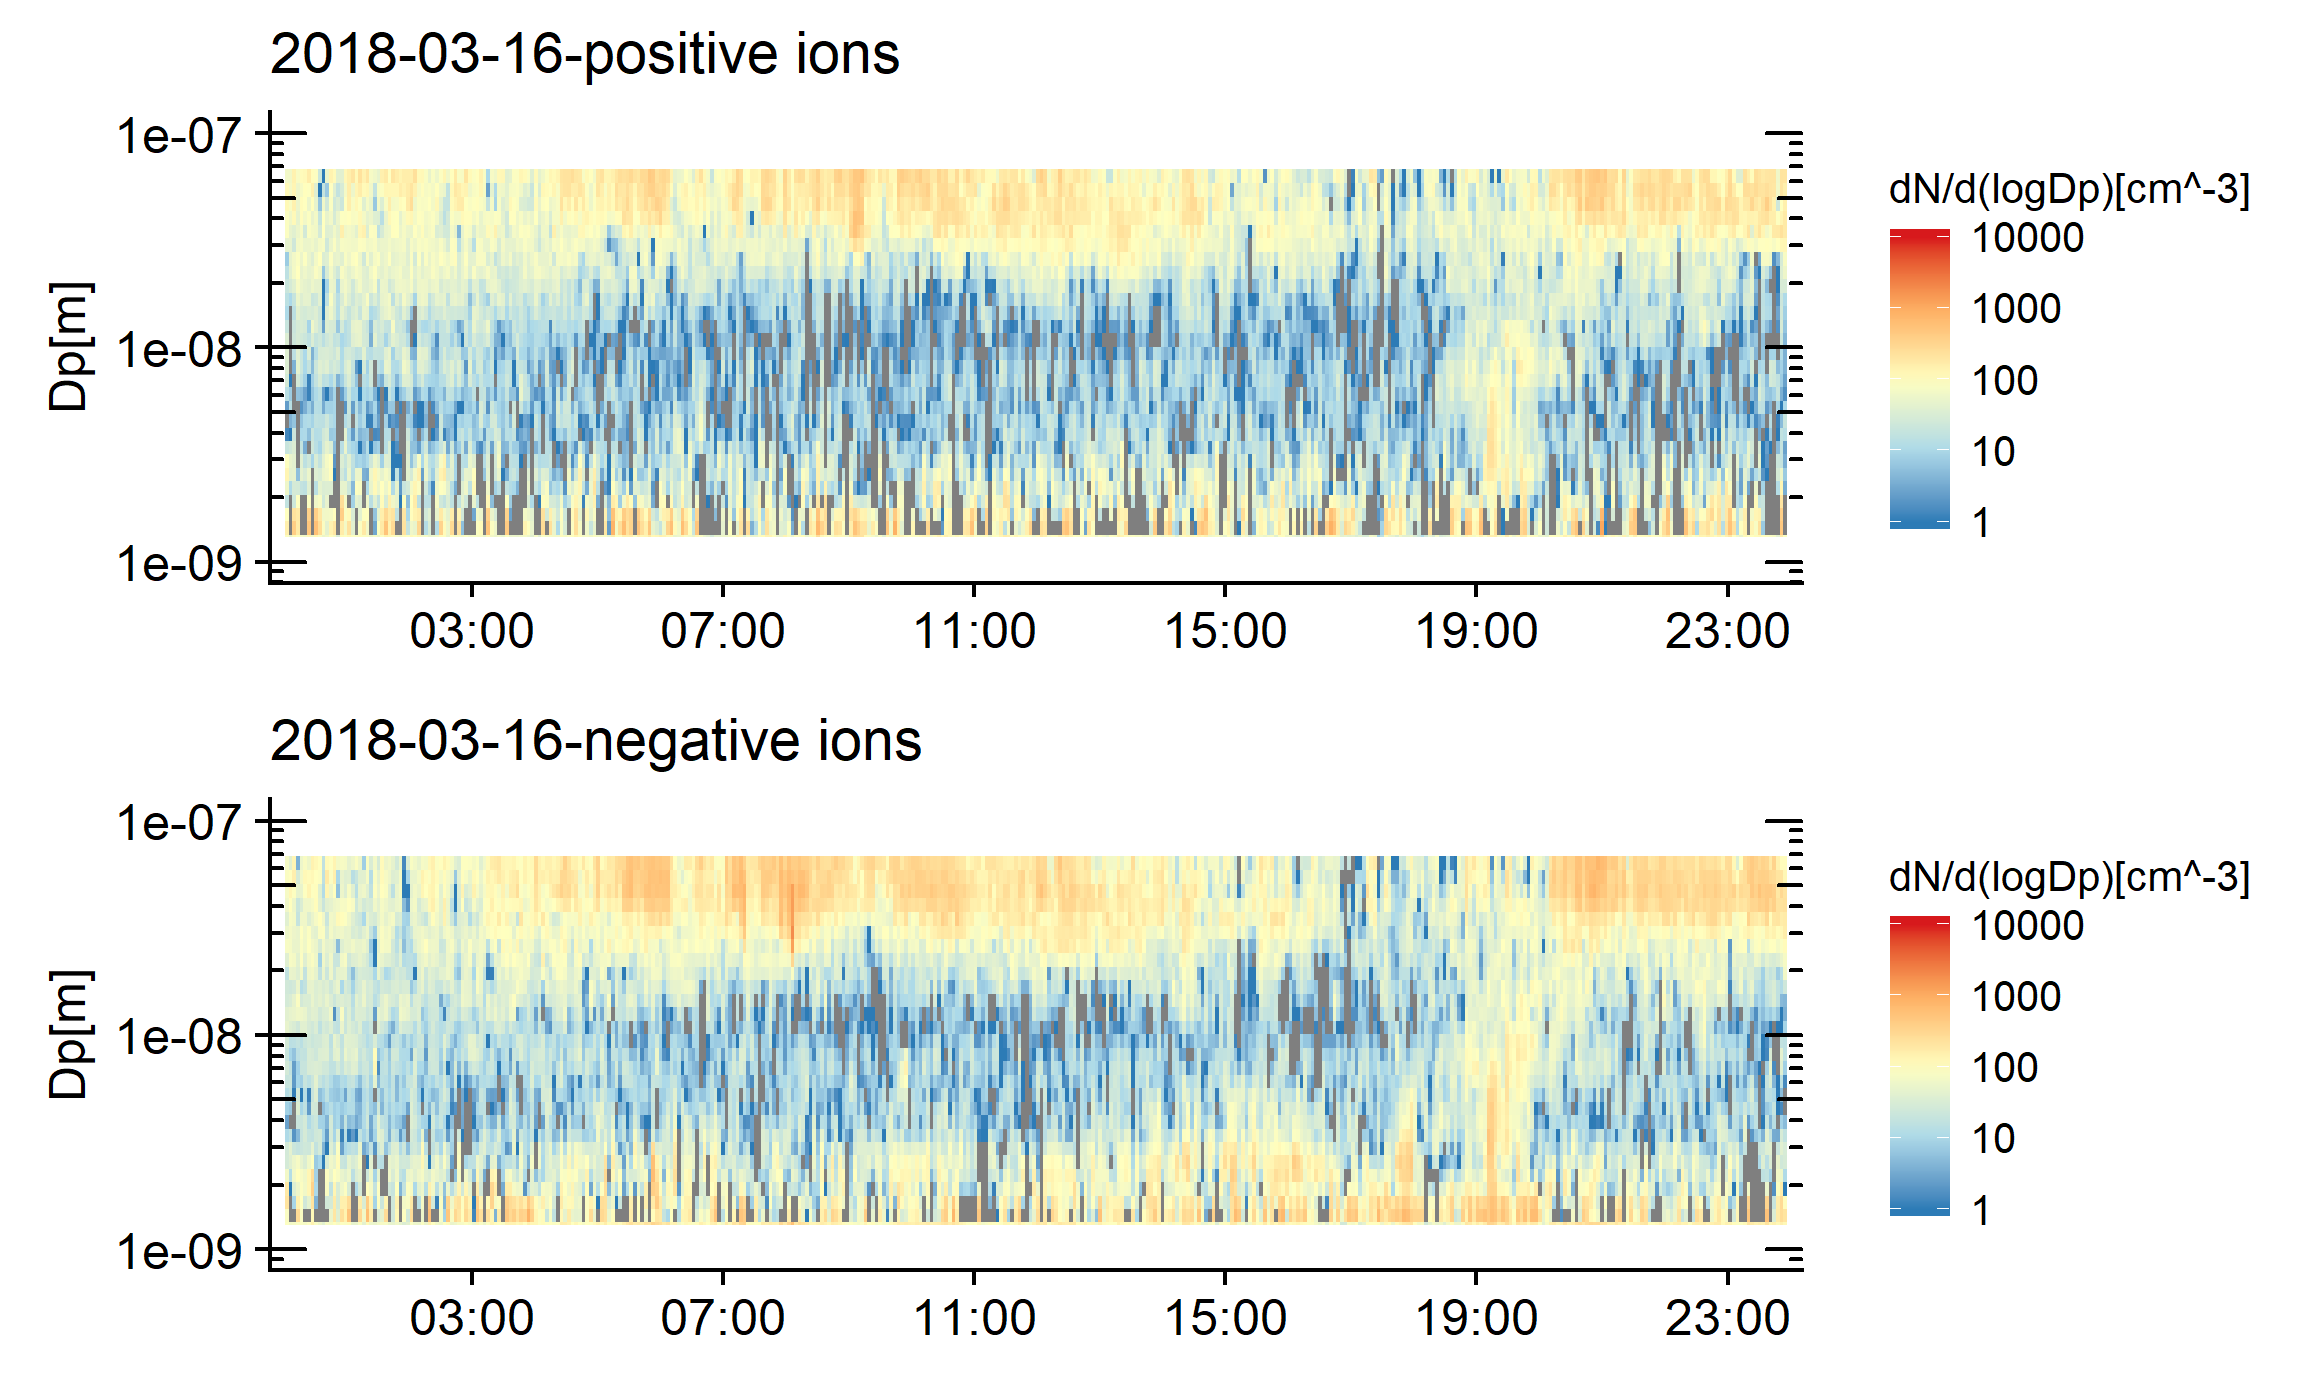 2018-03-16-positive ions
1e-07
1e-08
1e-09
Dp[m]
03:00 07:00 11:00 15:00 19:00 23:00
dN/d(logDp)[cm^-3]
10000
1000
100
10
1
2018-03-16-negative ions
1e-07
1e-08
1e-09
Dp[m]
03:00 07:00 11:00 15:00 19:00 23:00
dN/d(logDp)[cm^-3]
10000
1000
100
10
1